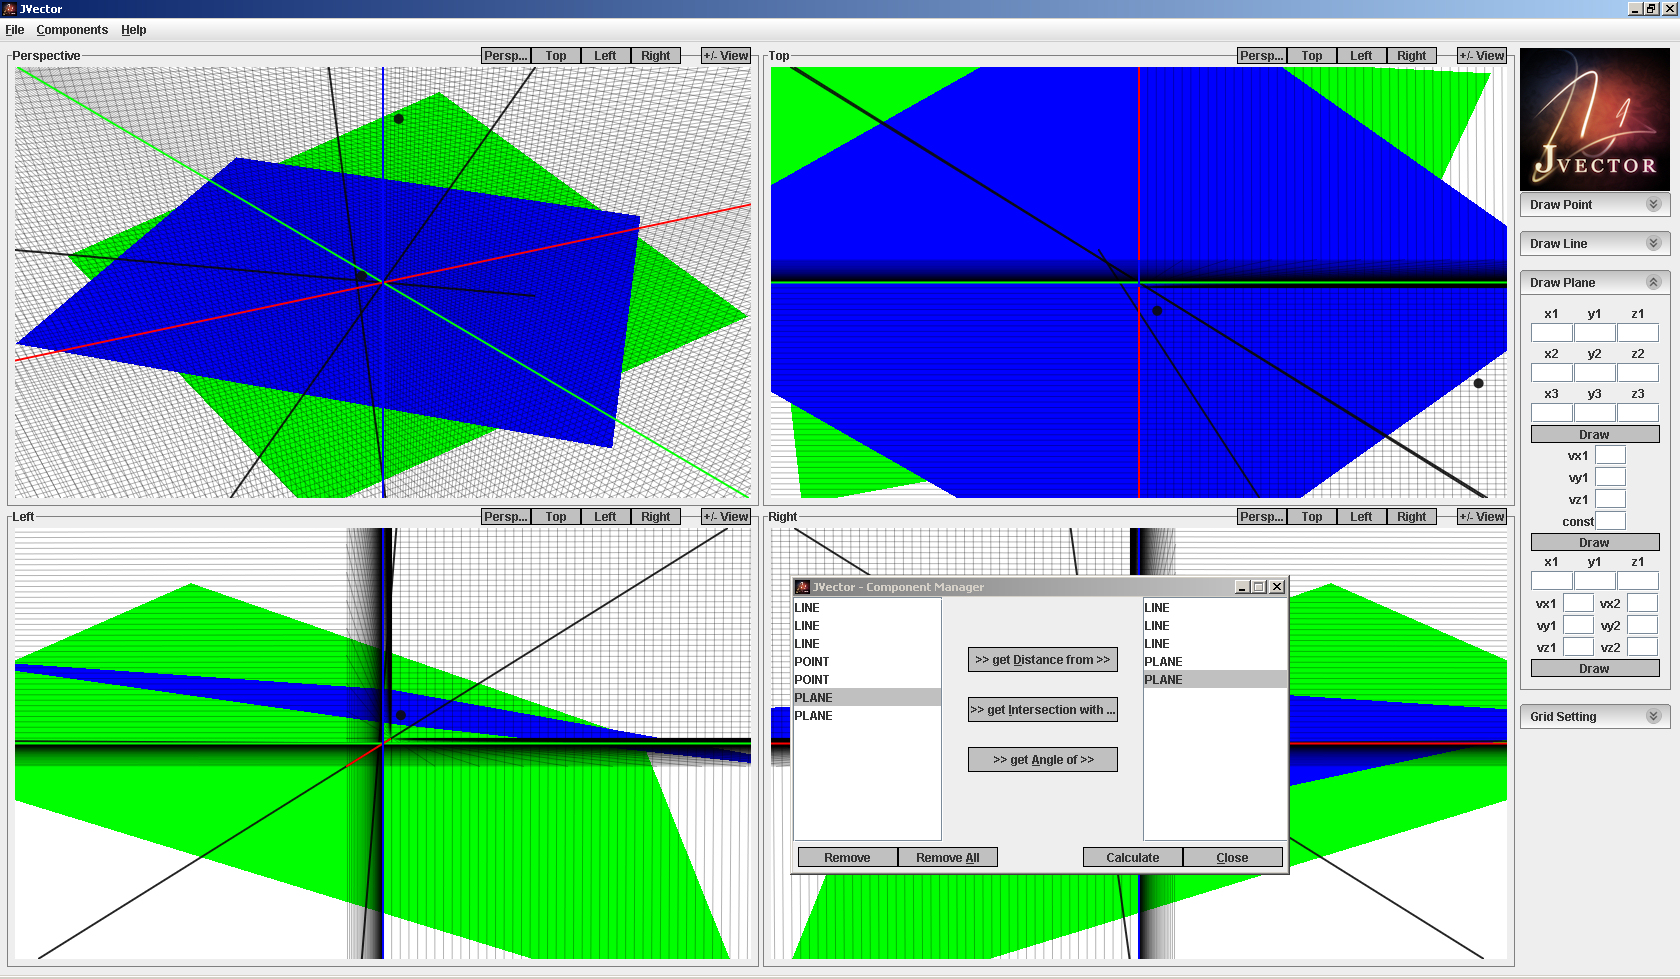 JVector
File Components Help
Perspective Persp... Top Left Right +/- View
Top Persp... Top Left Right +/- View
JVECTOR
Draw Point
Draw Line
Draw Plane
x1 y1 z1
x2 y2 z2
x3 y3 z3
Draw
vx1
vy1
vz1
const
Draw
x1 y1 z1
vx1 vx2
vy1 vy2
vz1 vz2
Draw
Grid Setting
Left Persp... Top Left Right +/- View
Right Persp... Top Left Right +/- View
JVector - Component Manager
LINE
LINE
LINE
POINT
POINT
PLANE
PLANE
>> get Distance from >>
>> get Intersection with ...
>> get Angle of >>
LINE
LINE
LINE
PLANE
PLANE
Remove Remove All Calculate Close